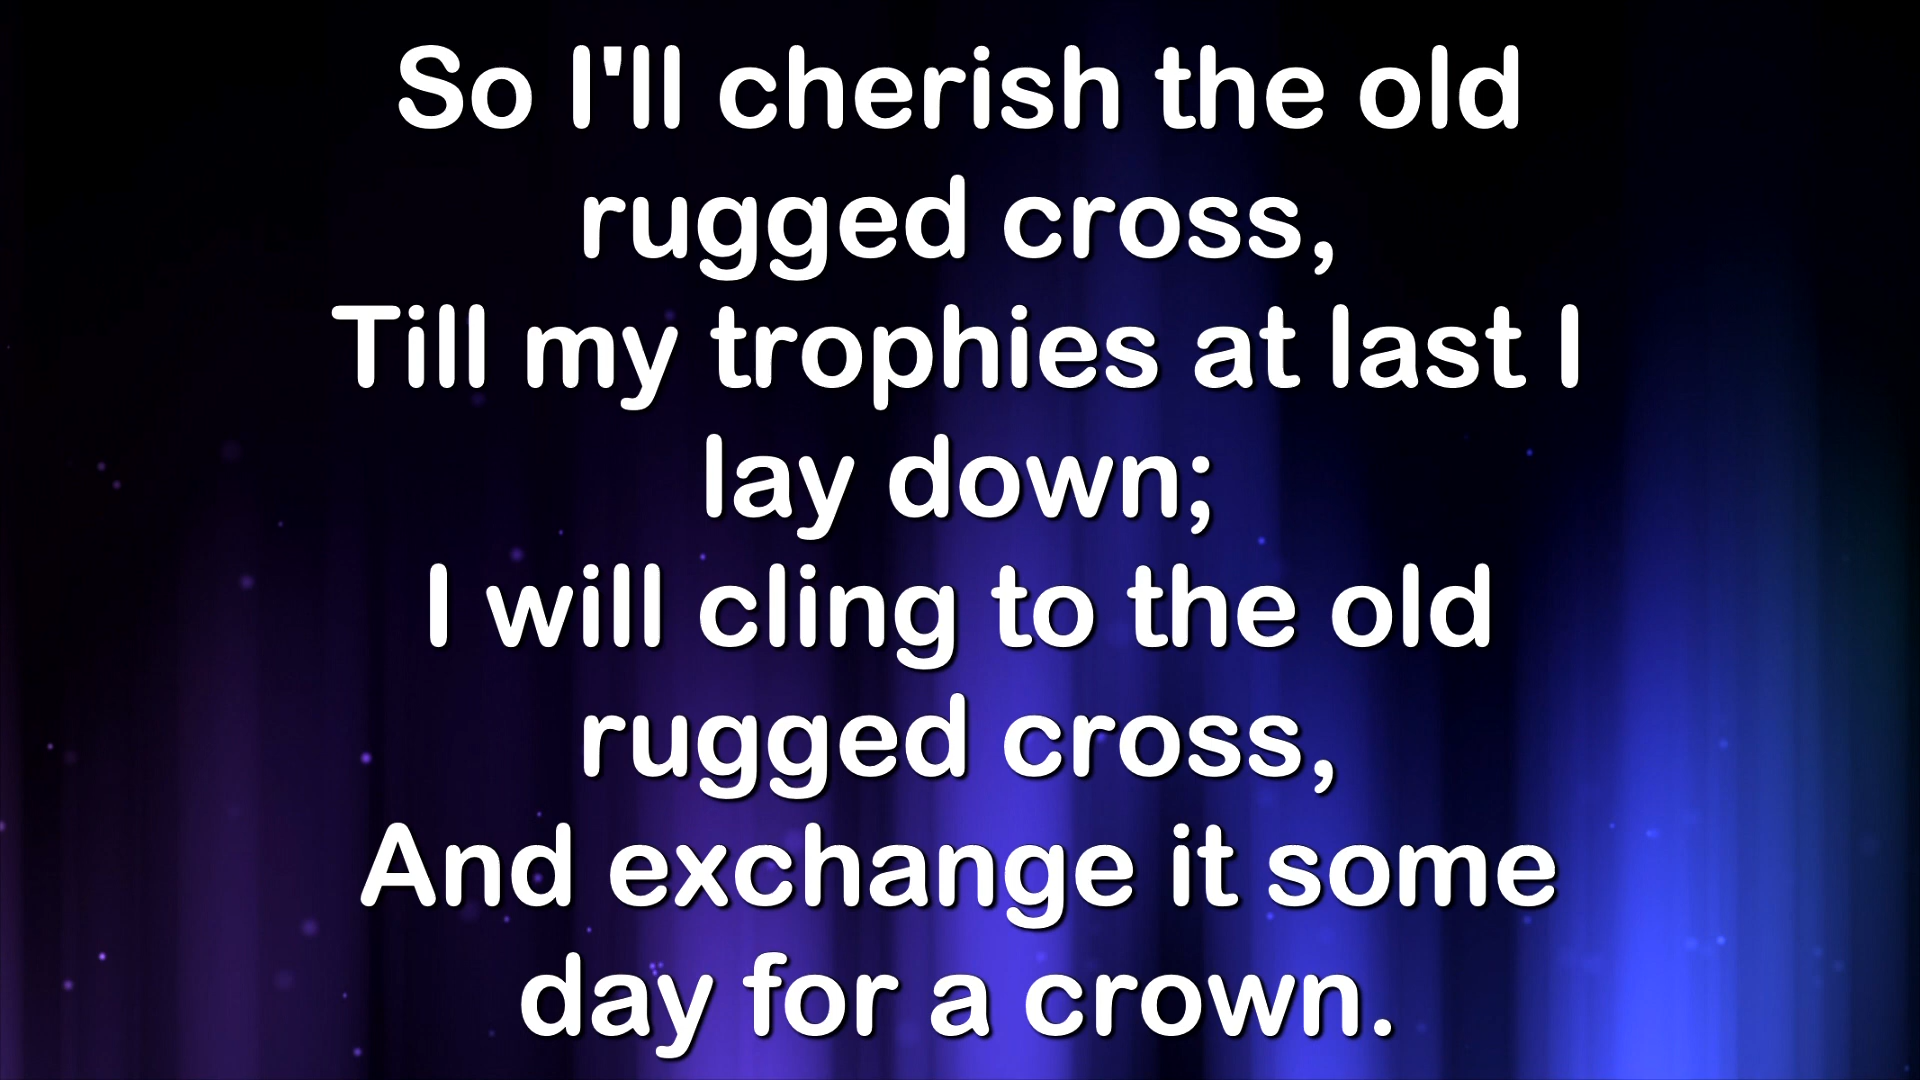 So I'll cherish the old
rugged cross,
Till my trophies at last I
lay down;
I will cling to the old
rugged cross,
And exchange it some
day for a crown.